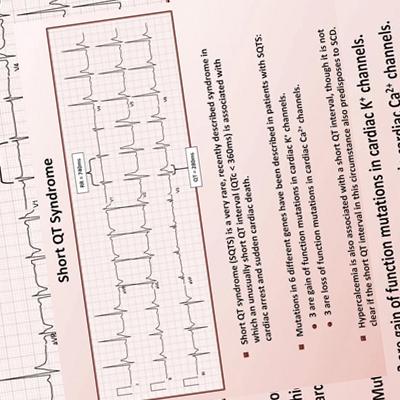 Short QT Syndrome
RR = 740ms
QT = 280ms
Short QT syndrome (SQTS) is a very rare, recently described syndrome in
which an unusually short QT interval (QTc < 360ms) is associated with
cardiac arrest and sudden cardiac death.
Mutations in 6 different genes have been described in patients with SQTS:
3 are gain of function mutations in cardiac K⁺ channels.
3 are loss of function mutations in cardiac Ca²⁺ channels.
Hypercalcemia is also associated with a short QT interval, though it is not
clear if the short QT interval in this circumstance also predisposes to SCD.
gain of function mutations in cardiac K⁺ channels.
cardiac Ca²⁺ channels.